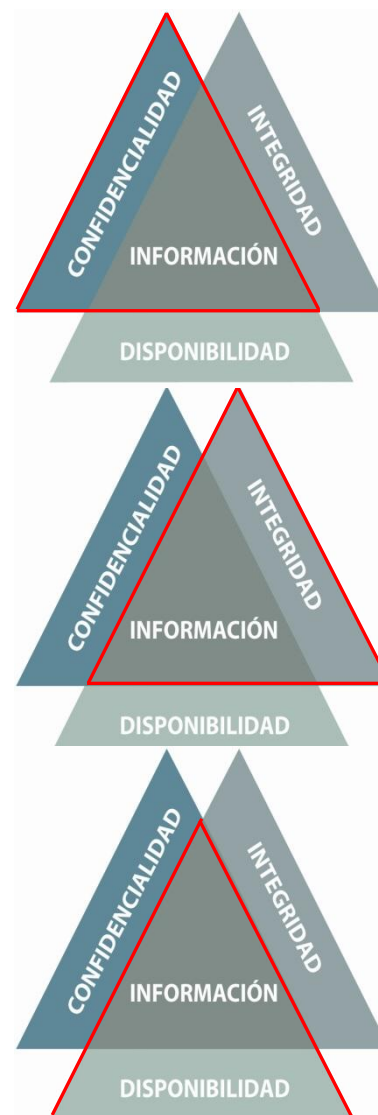 CONFIDENCIALIDAD
INTEGRIDAD
INFORMACIÓN
DISPONIBILIDAD
CONFIDENCIALIDAD
INTEGRIDAD
INFORMACIÓN
DISPONIBILIDAD
CONFIDENCIALIDAD
INTEGRIDAD
INFORMACIÓN
DISPONIBILIDAD